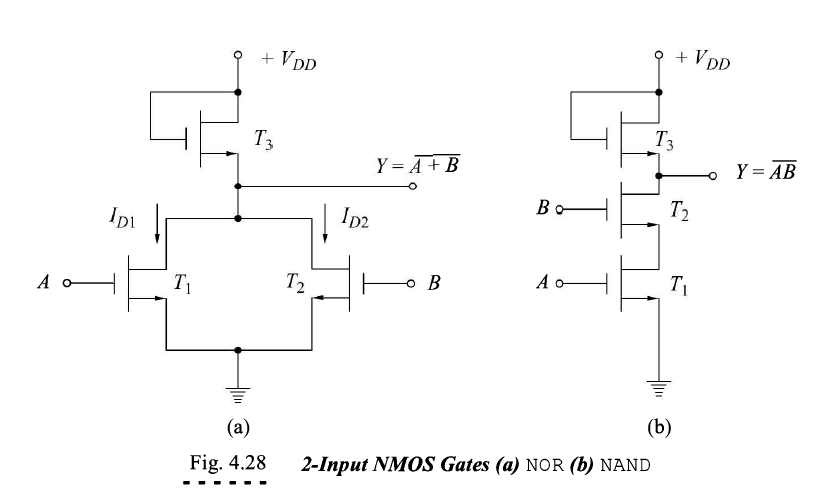 + V_DD
T_3
Y = \overline{A + B}
I_D1
I_D2
A
T_1
T_2
B
(a)
+ V_DD
T_3
Y = \overline{AB}
B
T_2
A
T_1
(b)
Fig. 4.28 2-Input NMOS Gates (a) NOR (b) NAND